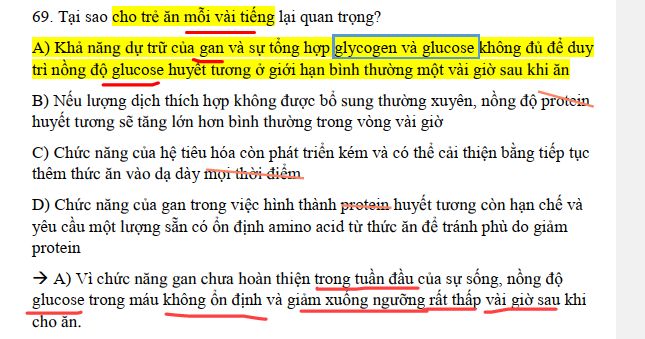 69. Tại sao cho trẻ ăn mỗi vài tiếng lại quan trọng?
A) Khả năng dự trữ của gan và sự tổng hợp glycogen và glucose không đủ để duy
trì nồng độ glucose huyết tương ở giới hạn bình thường một vài giờ sau khi ăn
B) Nếu lượng dịch thích hợp không được bổ sung thường xuyên, nồng độ protein
huyết tương sẽ tăng lớn hơn bình thường trong vòng vài giờ
C) Chức năng của hệ tiêu hóa còn phát triển kém và có thể cải thiện bằng tiếp tục
thêm thức ăn vào dạ dày mọi thời điểm
D) Chức năng của gan trong việc hình thành protein huyết tương còn hạn chế và
yêu cầu một lượng sẵn có ổn định amino acid từ thức ăn để tránh phù do giảm
protein
→ A) Vì chức năng gan chưa hoàn thiện trong tuần đầu của sự sống, nồng độ
glucose trong máu không ổn định và giảm xuống ngưỡng rất thấp vài giờ sau khi
cho ăn.